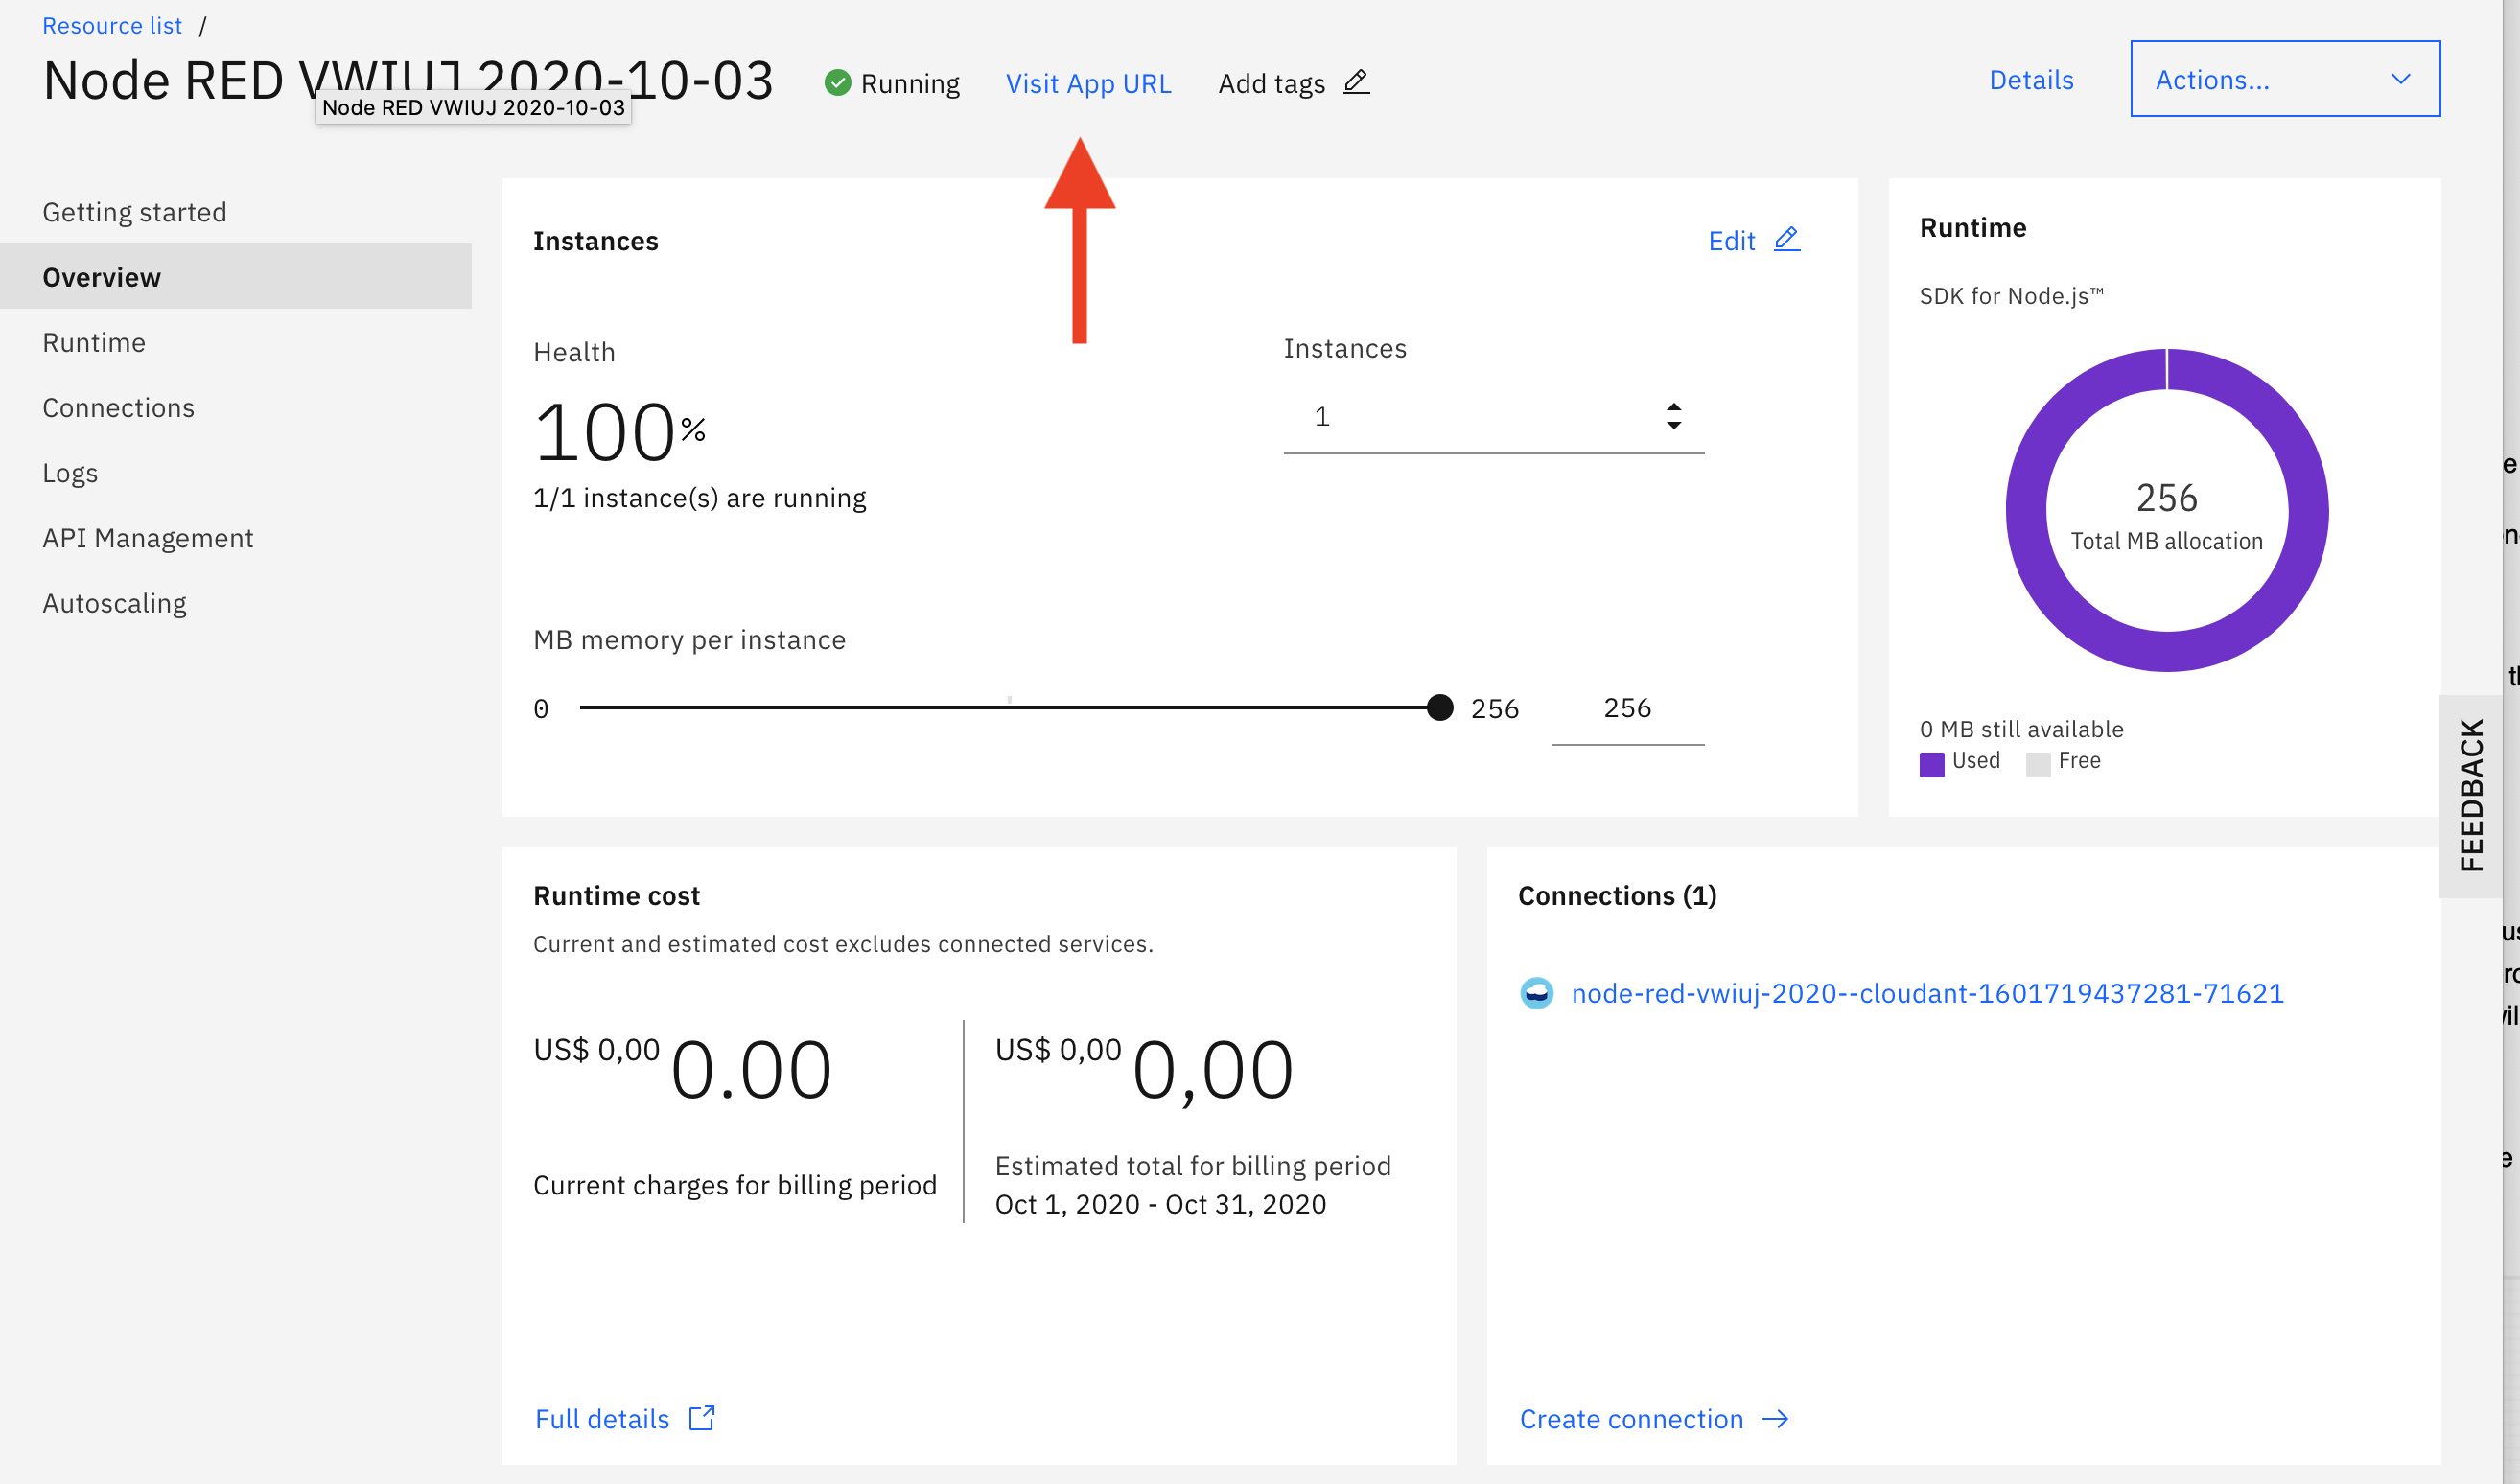 Resource list /
Node RED VWIUJ 2020-10-03
Running
Visit App URL
Add tags
Details
Actions...
Node RED VWIUJ 2020-10-03
Getting started
Overview
Runtime
Connections
Logs
API Management
Autoscaling
Instances
Edit
Health
100%
1/1 instance(s) are running
Instances
1
MB memory per instance
0
256
256
Runtime
SDK for Node.js™
256
Total MB allocation
0 MB still available
Used
Free
FEEDBACK
Runtime cost
Current and estimated cost excludes connected services.
US$ 0,00 0.00
Current charges for billing period
US$ 0,00 0,00
Estimated total for billing period
Oct 1, 2020 - Oct 31, 2020
Full details
Connections (1)
node-red-vwiuj-2020--cloudant-1601719437281-71621
Create connection